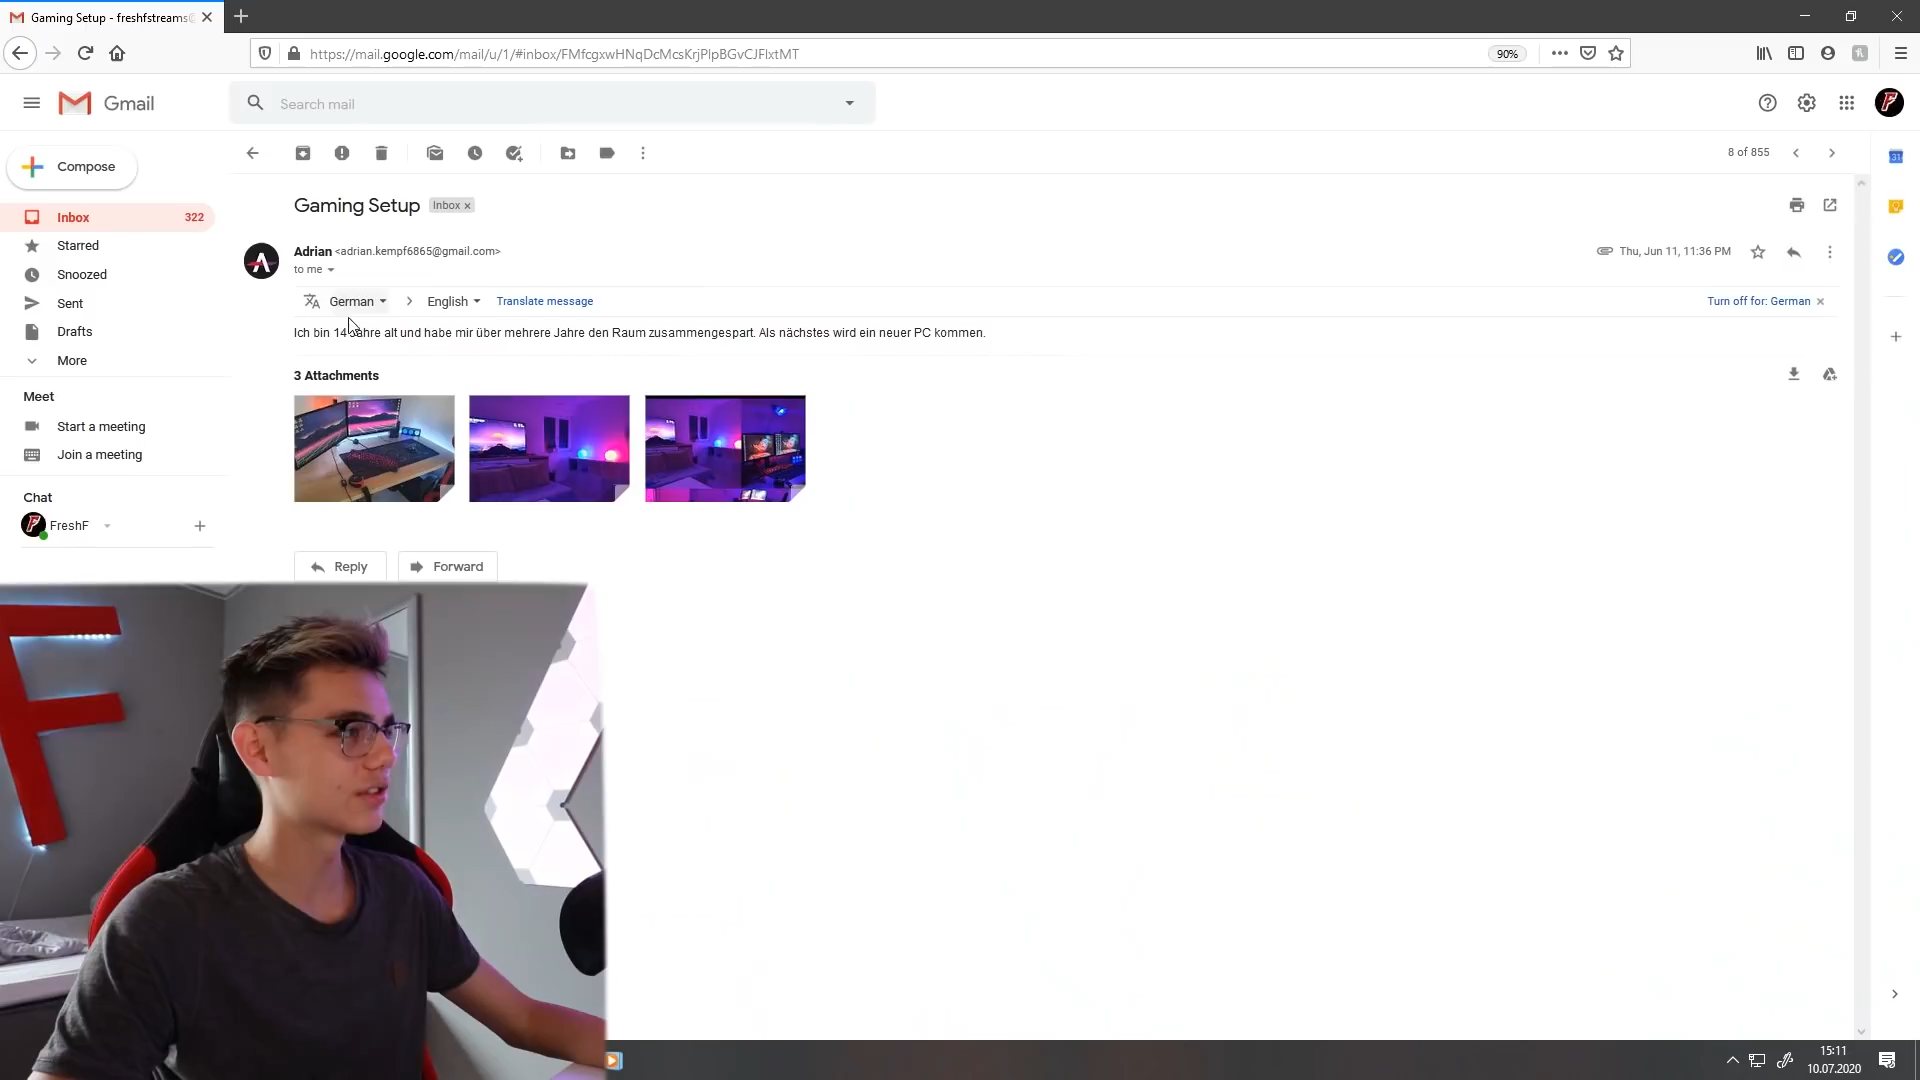 Gaming Setup - freshfstreams@
https://mail.google.com/mail/u/1/#inbox/FMfcgxwHNqDcMcsKrjPlpBGvCJFlxtMT
90%
Gmail
Search mail
Compose
8 of 855
31
Gaming Setup
Inbox ×
Inbox 322
Starred
Snoozed
Sent
Drafts
More
Adrian <adrian.kempf6865@gmail.com>
Thu, Jun 11, 11:36 PM
to me
German > English Translate message
Turn off for: German ×
Ich bin 14 Jahre alt und habe mir über mehrere Jahre den Raum zusammengespart. Als nächstes wird ein neuer PC kommen.
3 Attachments
Meet
Start a meeting
Join a meeting
Chat
FreshF
Reply
Forward
F
15:11
10.07.2020